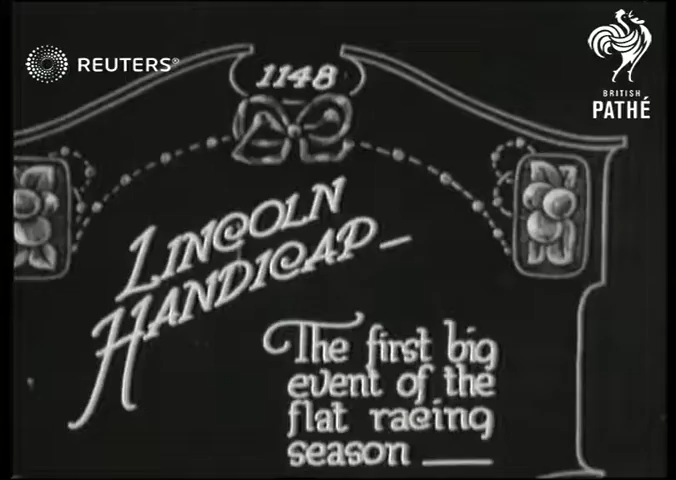 REUTERS®
BRITISH
PATHÉ
1148
LINCOLN
HANDICAP—
The first big
event of the
flat racing
season —